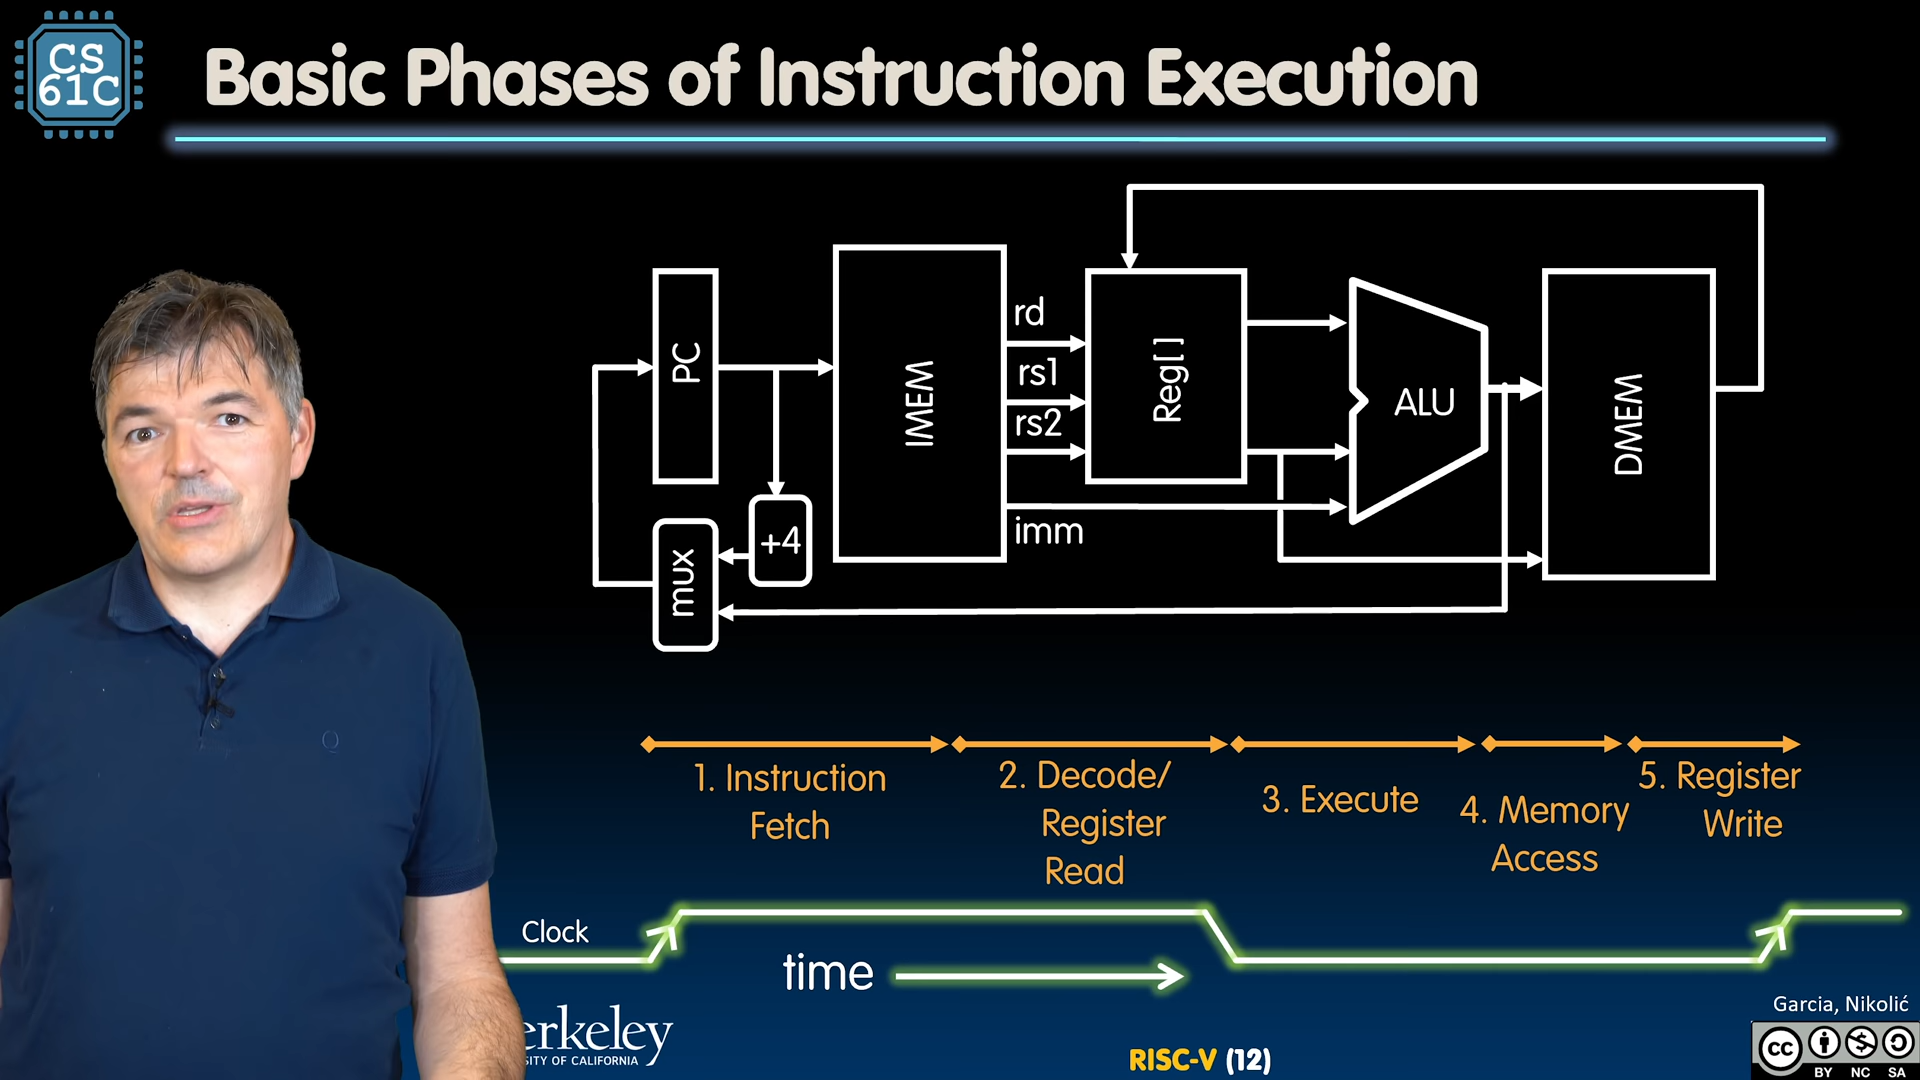 CS
61C
Basic Phases of Instruction Execution
PC
+4
mux
IMEM
rd
rs1
rs2
imm
Reg[]
ALU
DMEM
1. Instruction
Fetch
2. Decode/
Register
Read
3. Execute
4. Memory
Access
5. Register
Write
Clock
time
erkeley
SITY OF CALIFORNIA
RISC-V (12)
Garcia, Nikolić
cc
BY NC SA